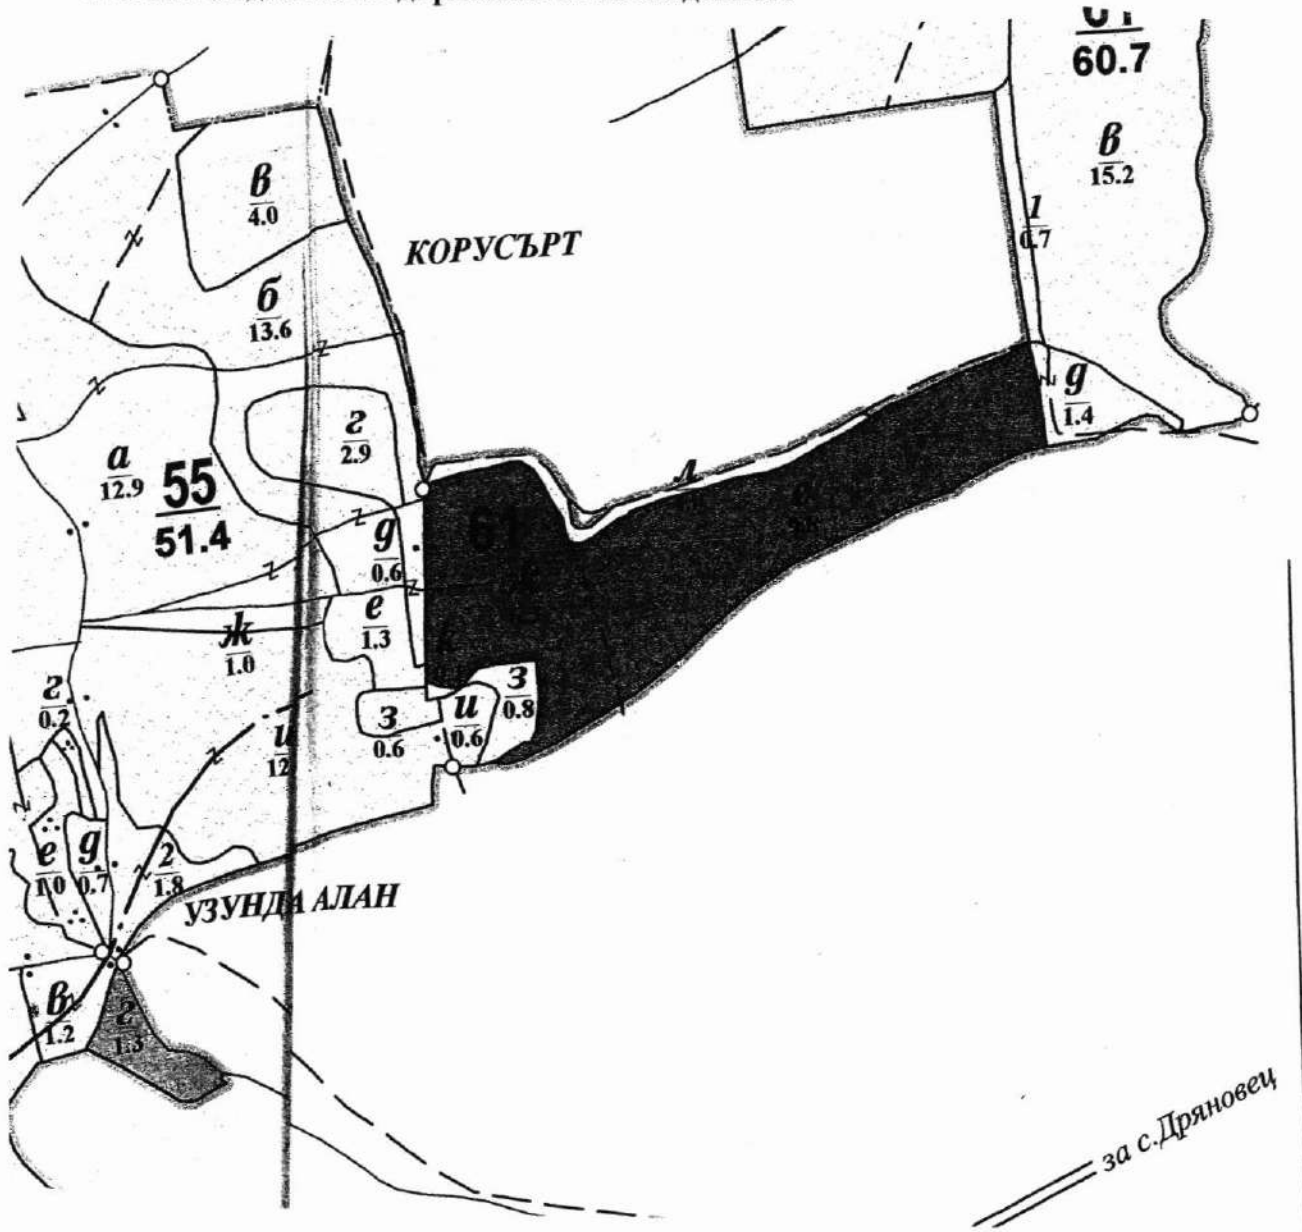 60.7
в
15.2
1
0.7
в
4.0
КОРУСЪРТ
б
13.6
д
1.4
г
2.9
а
12.9
55
51.4
61
д
0.6
е
1.3
ж
1.0
з
0.8
и
0.6
з
0.6
г
0.2
и
12
е
1.0
д
0.7
2
1.8
УЗУНДА АЛАН
в
1.2
г
1.3
за с.Дряновец